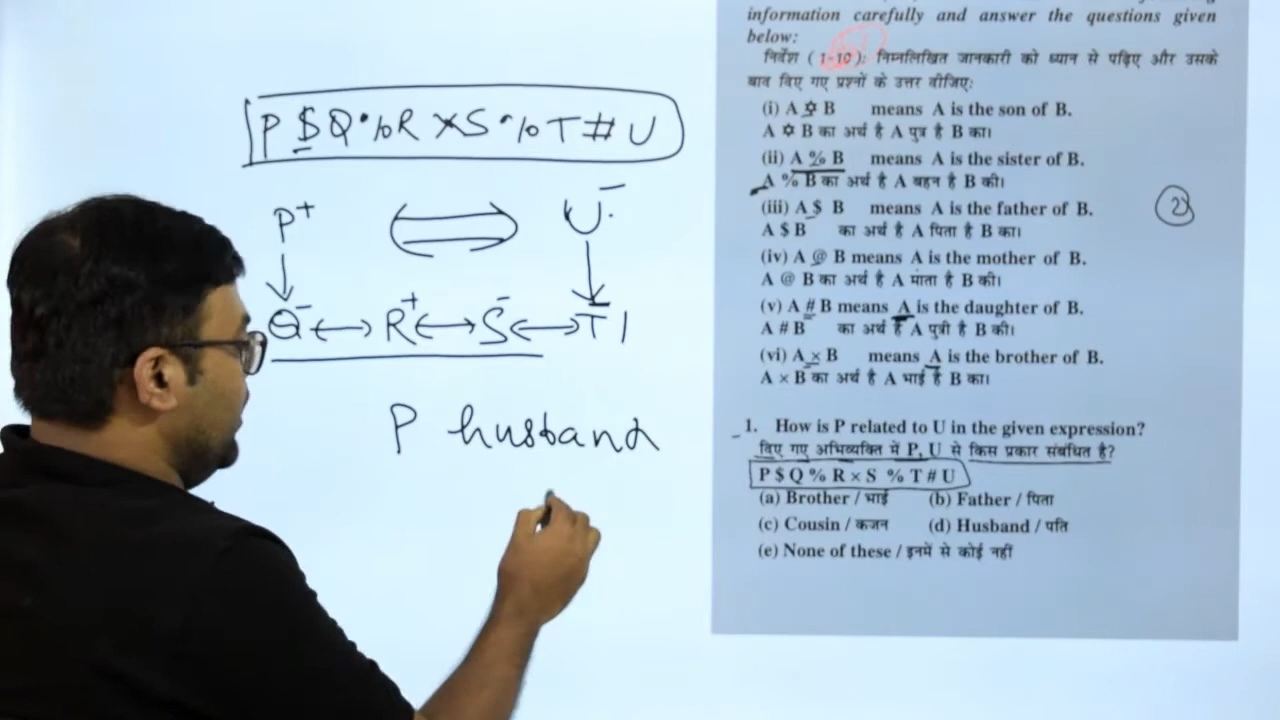 P $ Q % R × S % T # U
P+ U-
Q- R+ S- T
P husband
information carefully and answer the questions given
below:
निर्देश ( 1-10 ): निम्नलिखित जानकारी को ध्यान से पढ़िए और उसके
बाद दिए गए प्रश्नों के उत्तर दीजिए:
(i) A ✡ B means A is the son of B.
A ✡ B का अर्थ है A पुत्र है B का।
(ii) A % B means A is the sister of B.
A % B का अर्थ है A बहन है B की।
(iii) A $ B means A is the father of B.
A $ B का अर्थ है A पिता है B का।
(iv) A @ B means A is the mother of B.
A @ B का अर्थ है A माता है B की।
(v) A # B means A is the daughter of B.
A # B का अर्थ है A पुत्री है B की।
(vi) A × B means A is the brother of B.
A × B का अर्थ है A भाई है B का।
2
1. How is P related to U in the given expression?
दिए गए अभिव्यक्ति में P, U से किस प्रकार संबंधित है?
P $ Q % R × S % T # U
(a) Brother / भाई (b) Father / पिता
(c) Cousin / कजन (d) Husband / पति
(e) None of these / इनमें से कोई नहीं